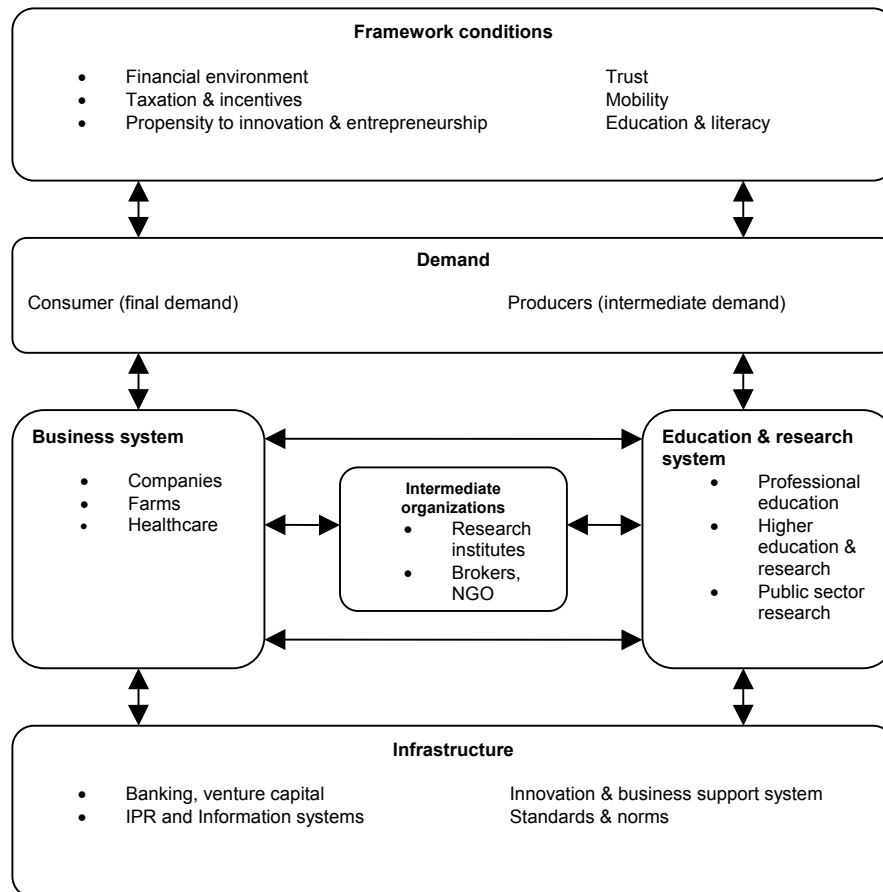 Framework conditions
• Financial environment Trust
• Taxation & incentives Mobility
• Propensity to innovation & entrepreneurship Education & literacy
Demand
Consumer (final demand) Producers (intermediate demand)
Business system
• Companies
• Farms
• Healthcare
Intermediate
organizations
• Research
institutes
• Brokers,
NGO
Education & research
system
• Professional
education
• Higher
education &
research
• Public sector
research
Infrastructure
• Banking, venture capital Innovation & business support system
• IPR and Information systems Standards & norms